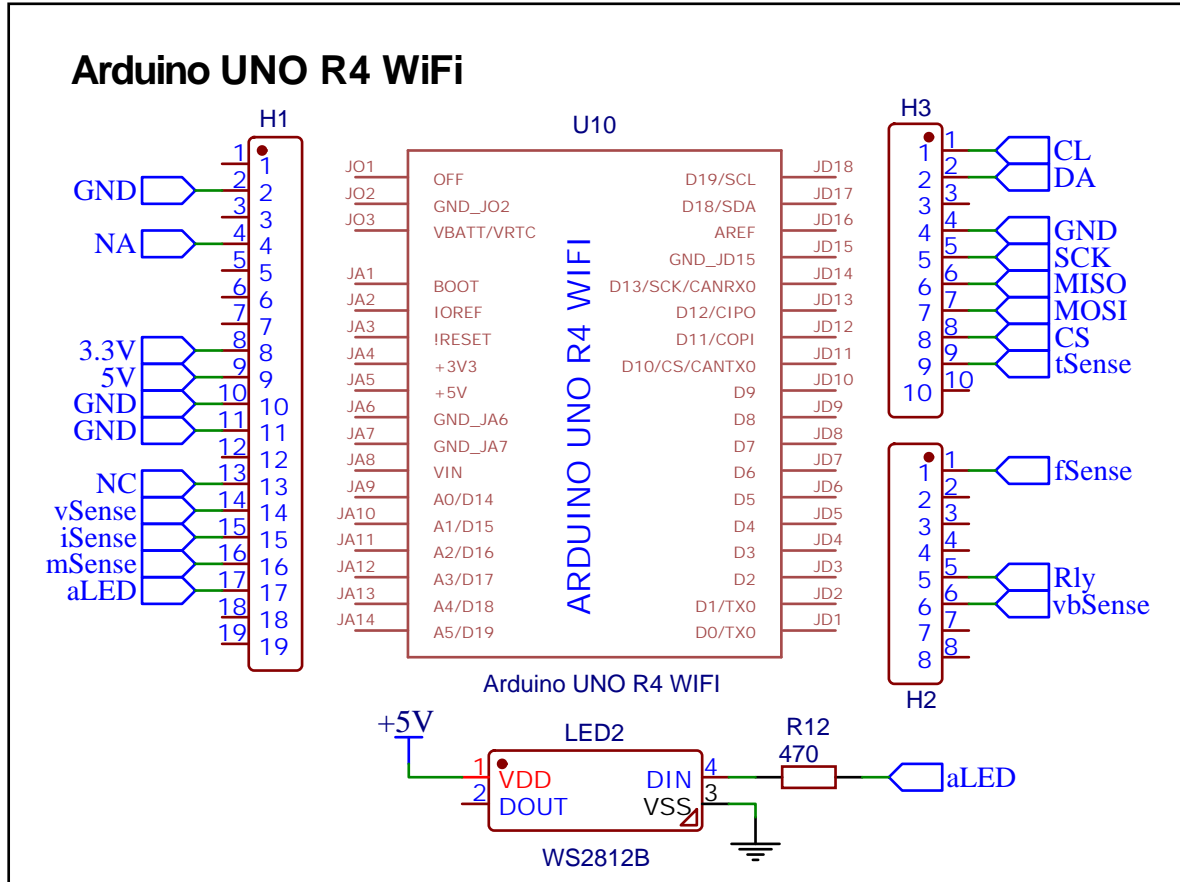 Arduino UNO R4 WiFi
H1
1 1
GND 2 2
3 3
NA 4 4
5 5
6 6
7 7
3.3V 8 8
5V 9 9
GND 10 10
GND 11 11
12 12
NC 13 13
vSense 14 14
iSense 15 15
mSense 16 16
aLED 17 17
18 18
19 19
U10
JO1 OFF D19/SCL JD18
JO2 GND_JO2 D18/SDA JD17
JO3 VBATT/VRTC AREF JD16
GND_JD15 JD15
JA1 BOOT D13/SCK/CANRX0 JD14
JA2 IOREF D12/CIPO JD13
JA3 !RESET D11/COPI JD12
JA4 +3V3 D10/CS/CANTX0 JD11
JA5 +5V D9 JD10
JA6 GND_JA6 D8 JD9
JA7 GND_JA7 D7 JD8
JA8 VIN D6 JD7
JA9 A0/D14 D5 JD6
JA10 A1/D15 D4 JD5
JA11 A2/D16 D3 JD4
JA12 A3/D17 D2 JD3
JA13 A4/D18 D1/TX0 JD2
JA14 A5/D19 D0/TX0 JD1
ARDUINO UNO R4 WIFI
Arduino UNO R4 WIFI
H3
1 1 CL
2 2 DA
3 3
4 4 GND
5 5 SCK
6 6 MISO
7 7 MOSI
8 8 CS
9 9 tSense
10 10
1 1 fSense
2 2
3 3
4 4
5 5 Rly
6 6 vbSense
7 7
8 8
H2
+5V
LED2
R12
470
1 VDD DIN 4
aLED
2 DOUT VSS 3
WS2812B